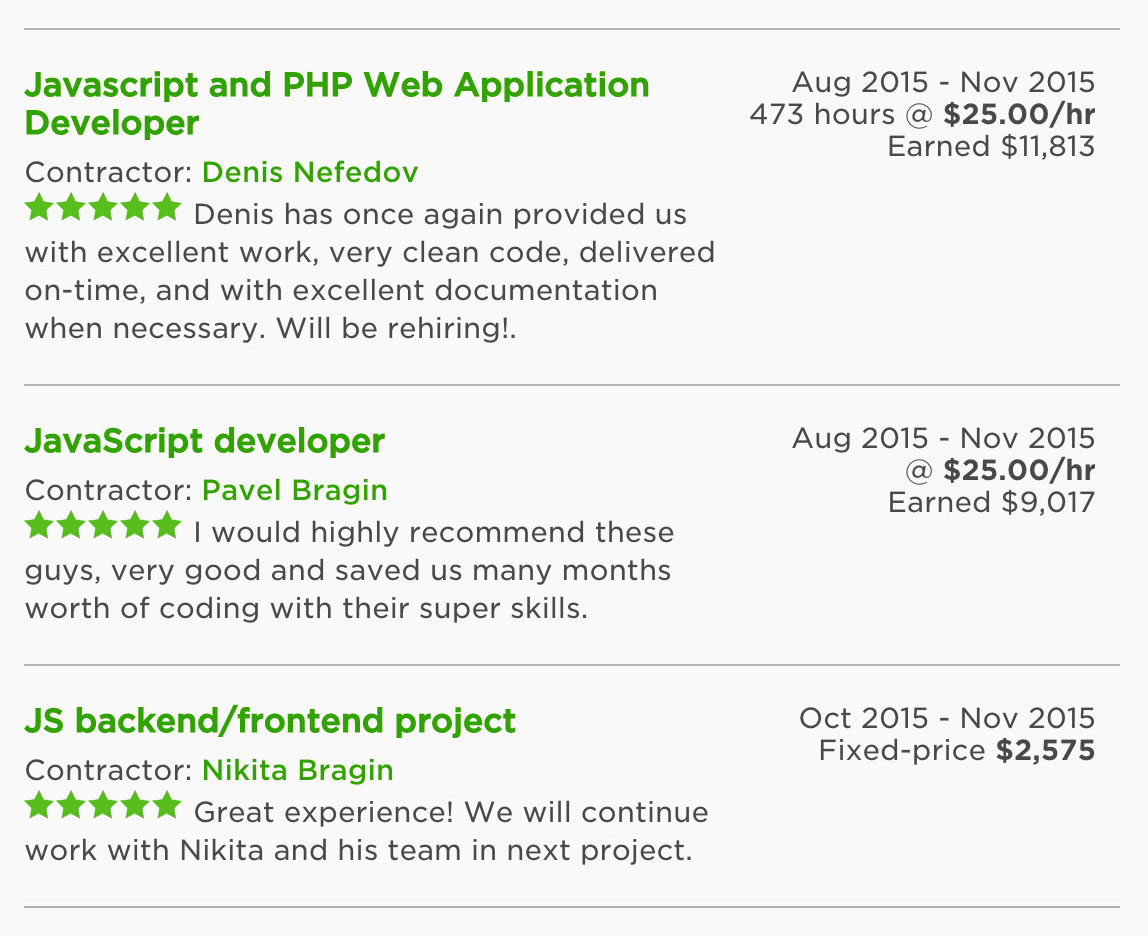 Javascript and PHP Web Application
Developer
Aug 2015 - Nov 2015
473 hours @ $25.00/hr
Earned $11,813
Contractor: Denis Nefedov
Denis has once again provided us
with excellent work, very clean code, delivered
on-time, and with excellent documentation
when necessary. Will be rehiring!.
JavaScript developer
Aug 2015 - Nov 2015
@ $25.00/hr
Earned $9,017
Contractor: Pavel Bragin
I would highly recommend these
guys, very good and saved us many months
worth of coding with their super skills.
JS backend/frontend project
Oct 2015 - Nov 2015
Fixed-price $2,575
Contractor: Nikita Bragin
Great experience! We will continue
work with Nikita and his team in next project.